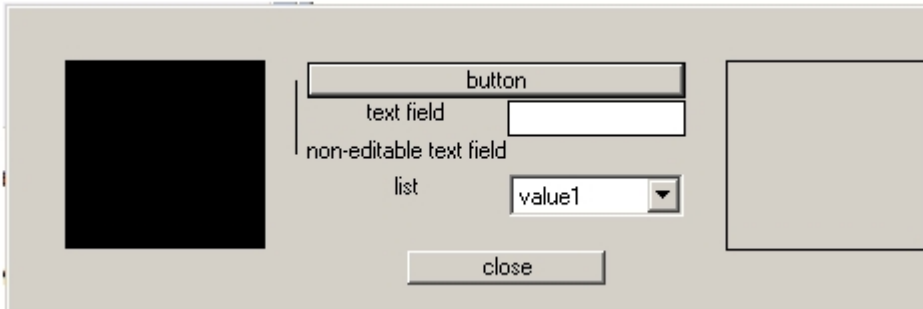 button
text field
non-editable text field
list
value1
close